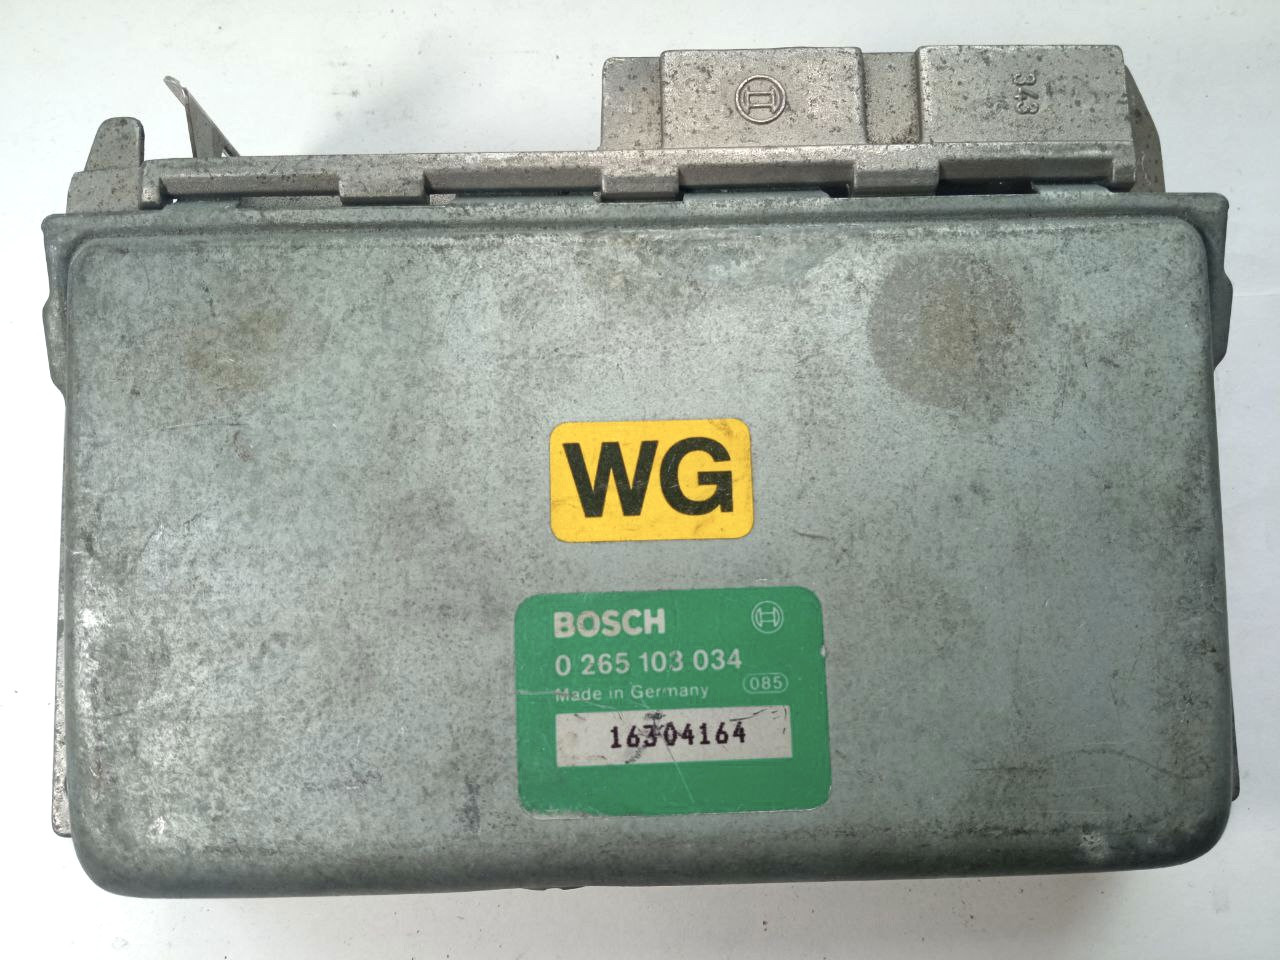 343
WG
BOSCH
0 265 103 034
Made in Germany 085
16304164